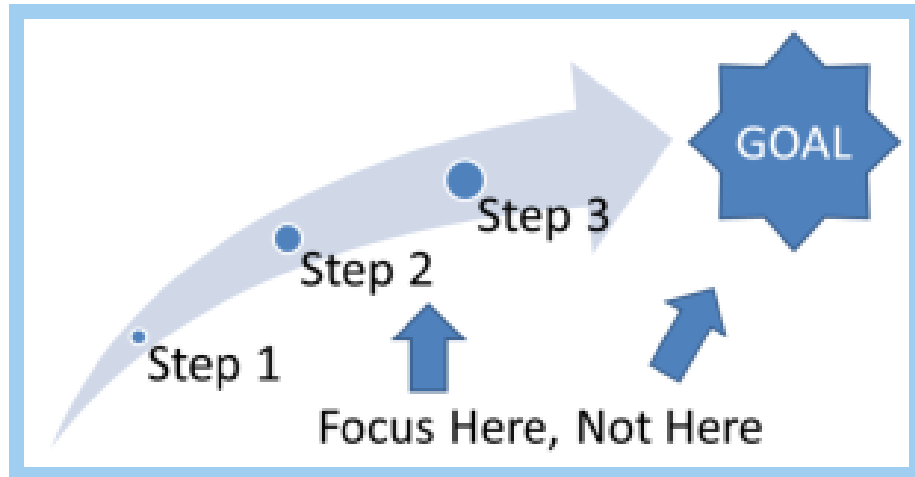 GOAL
Step 3
Step 2
Step 1
Focus Here, Not Here